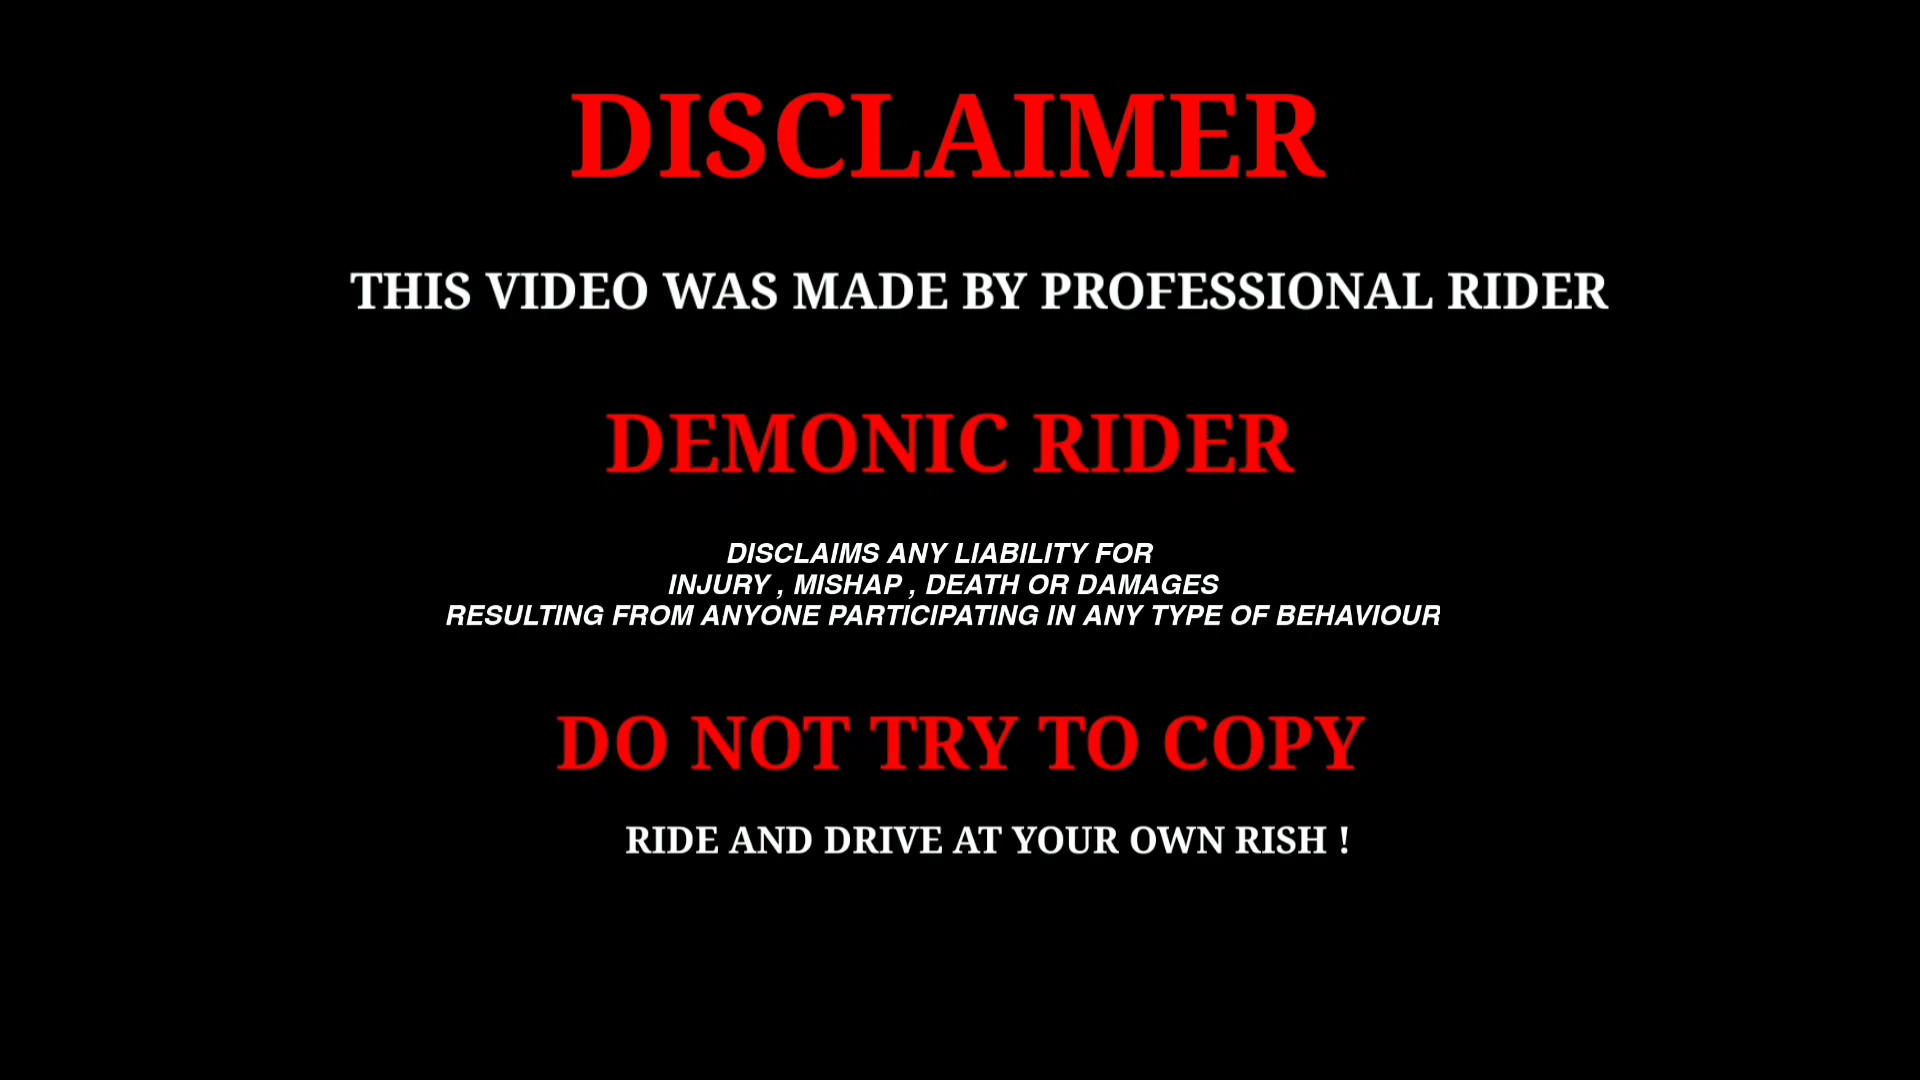 DISCLAIMER
THIS VIDEO WAS MADE BY PROFESSIONAL RIDER
DEMONIC RIDER
DISCLAIMS ANY LIABILITY FOR
INJURY , MISHAP , DEATH OR DAMAGES
RESULTING FROM ANYONE PARTICIPATING IN ANY TYPE OF BEHAVIOUR
DO NOT TRY TO COPY
RIDE AND DRIVE AT YOUR OWN RISH !